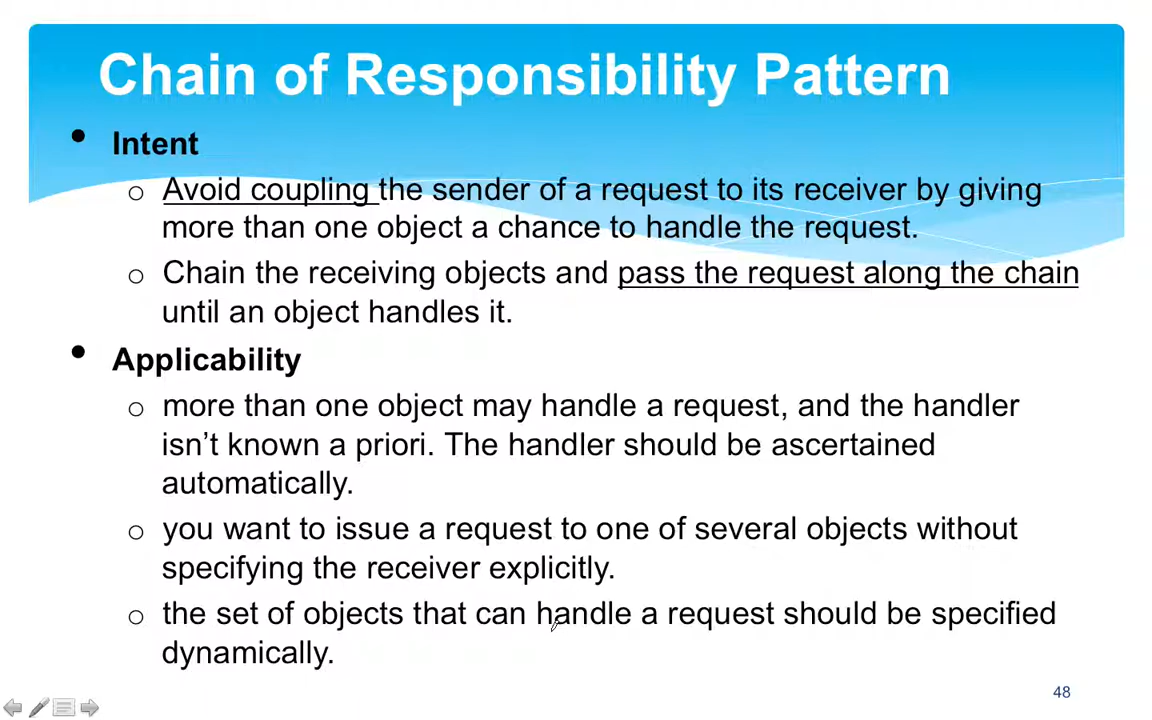 Chain of Responsibility Pattern
• Intent
o Avoid coupling the sender of a request to its receiver by giving
more than one object a chance to handle the request.
o Chain the receiving objects and pass the request along the chain
until an object handles it.
• Applicability
o more than one object may handle a request, and the handler
isn’t known a priori. The handler should be ascertained
automatically.
o you want to issue a request to one of several objects without
specifying the receiver explicitly.
o the set of objects that can handle a request should be specified
dynamically.
48